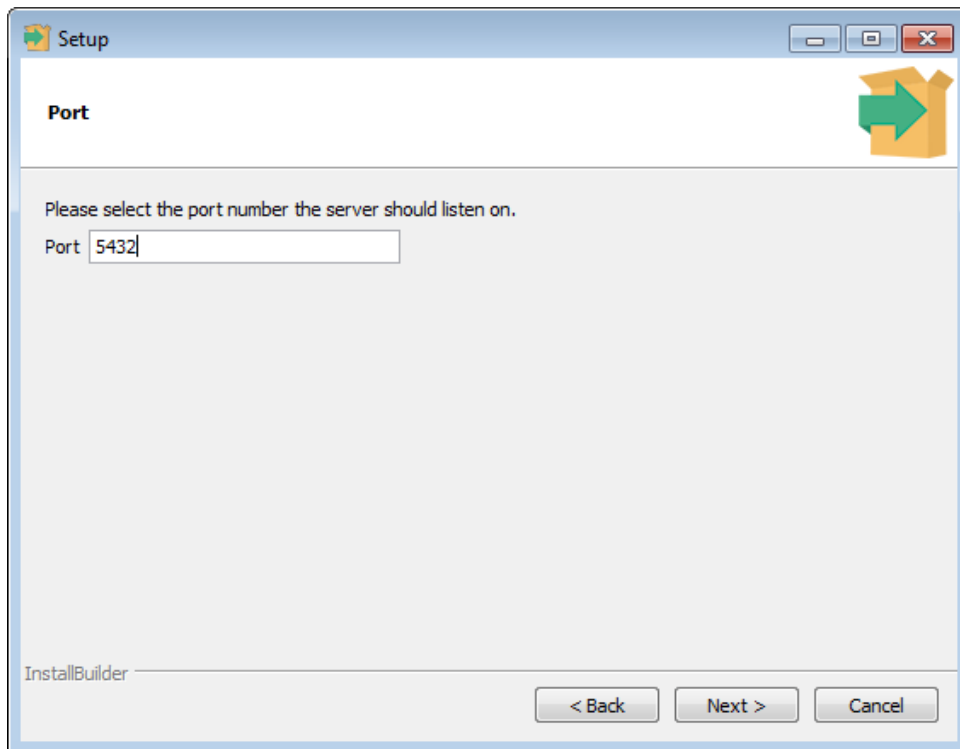 Setup
Port
Please select the port number the server should listen on.
Port 5432
InstallBuilder
< Back Next > Cancel